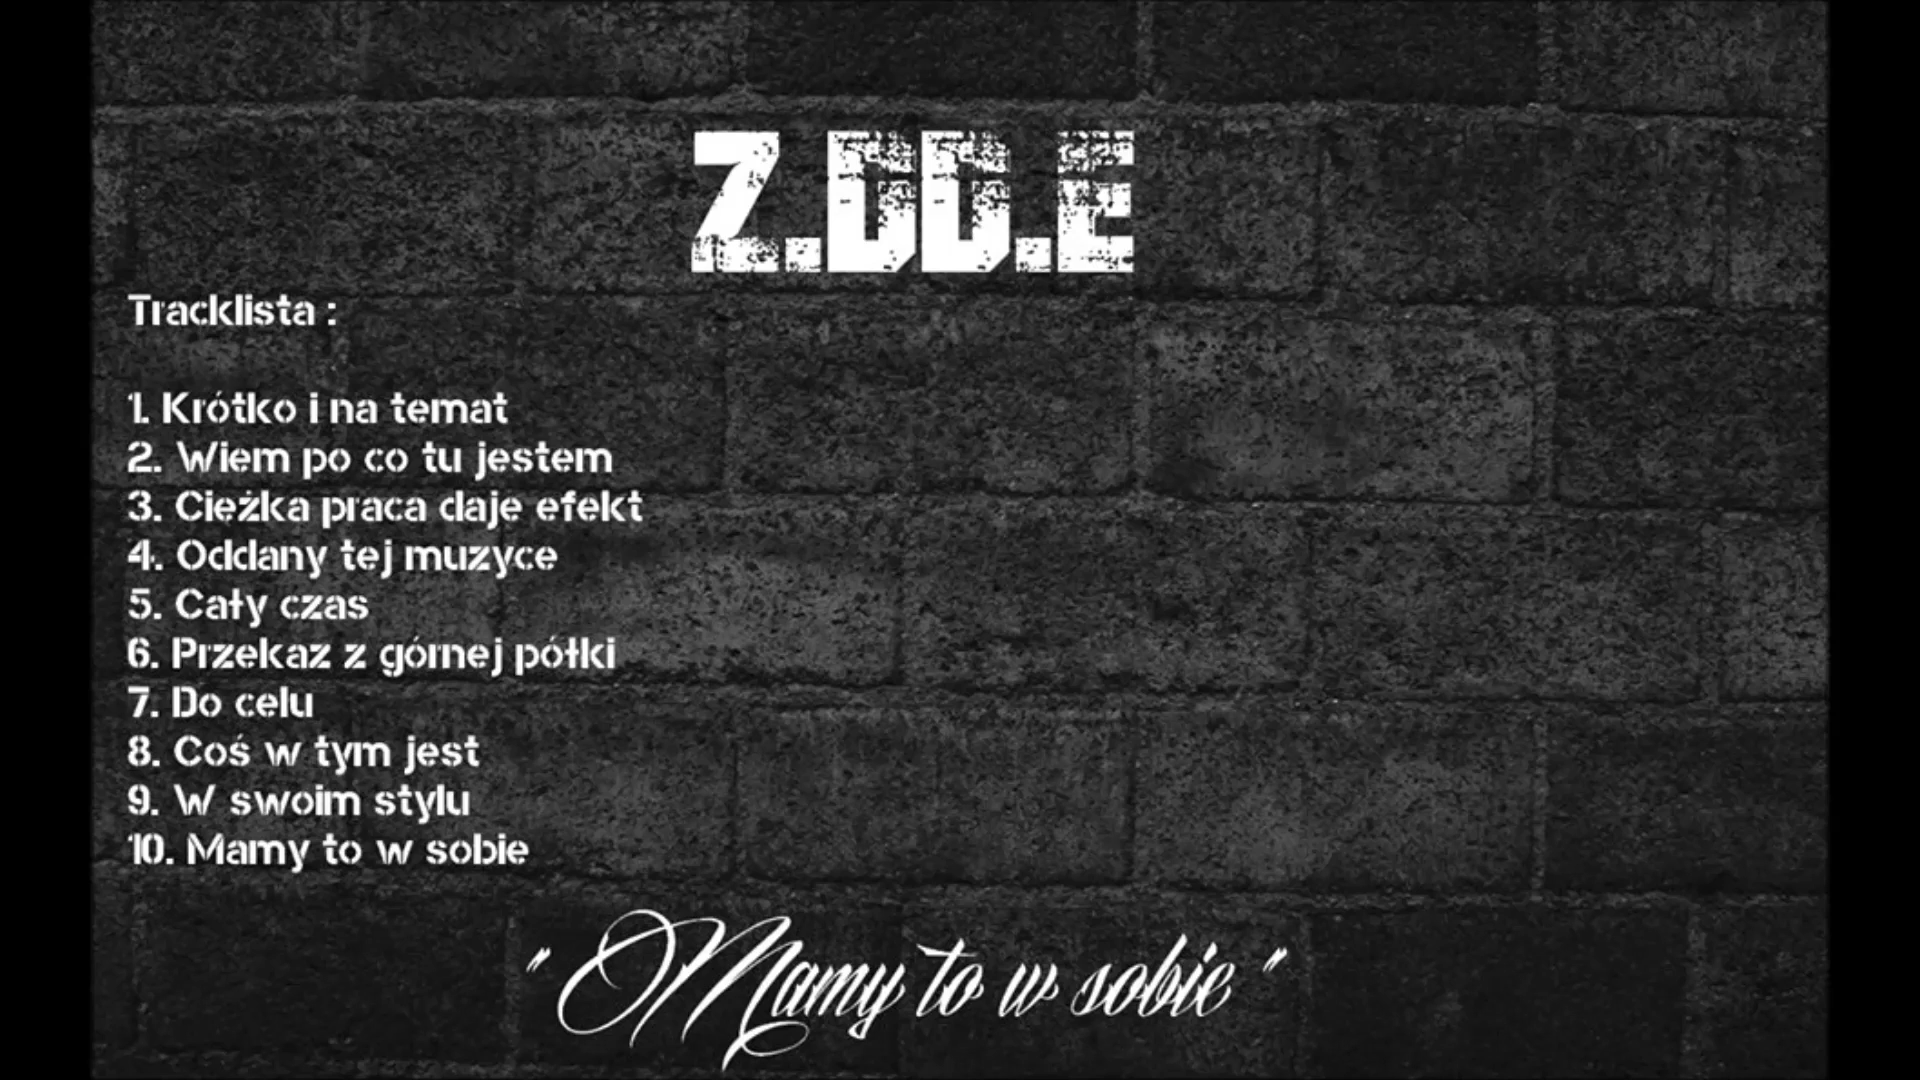 Z.DD.E
Tracklista :
1. Krótko i na temat
2. Wiem po co tu jestem
3. Cieżka praca daje efekt
4. Oddany tej muzyce
5. Cały czas
6. Przekaz z górnej półki
7. Do celu
8. Coś w tym jest
9. W swoim stylu
10. Mamy to w sobie
" Mamy to w sobie "